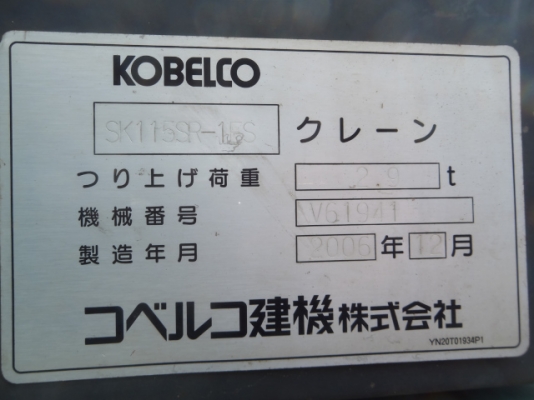 KOBELCO
SK115SR-1ES クレーン
つり上げ荷重 2.9 t
機械番号 YV61941
製造年月 2006 年 12 月
コベルコ建機株式会社
YN20T01934P1